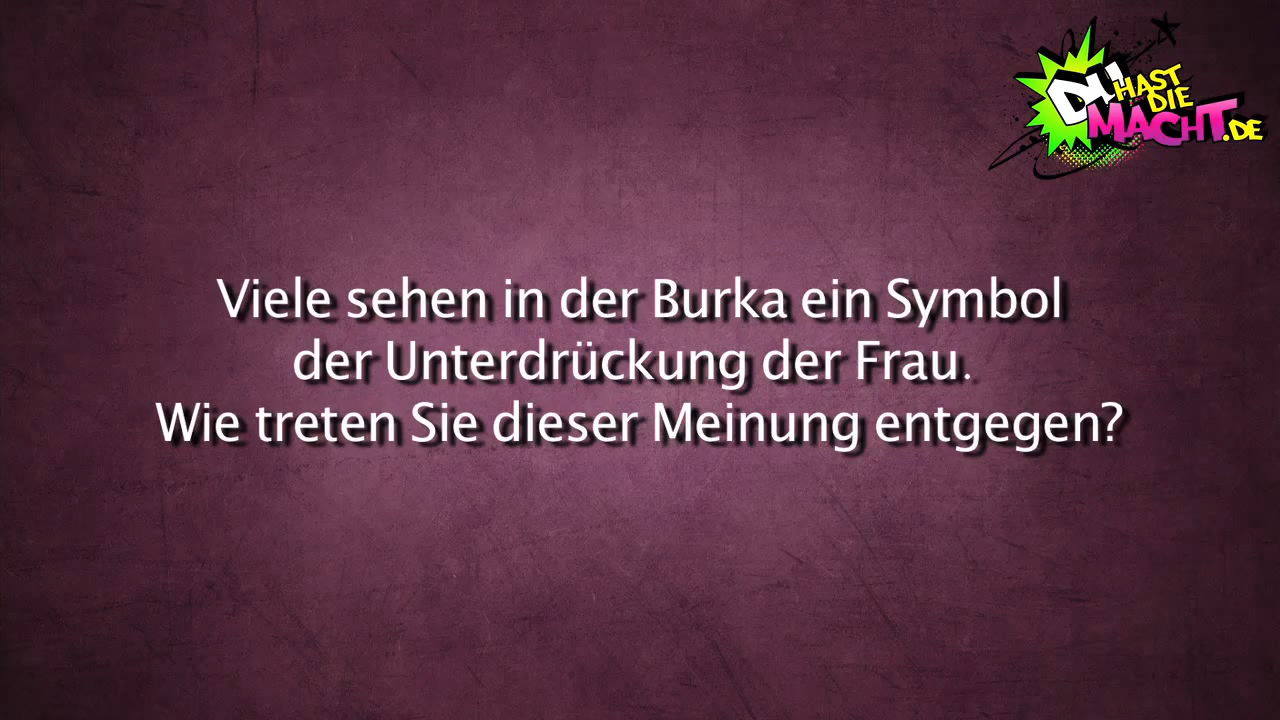 DU HAST
DIE
MACHT.DE
Viele sehen in der Burka ein Symbol
der Unterdrückung der Frau.
Wie treten Sie dieser Meinung entgegen?